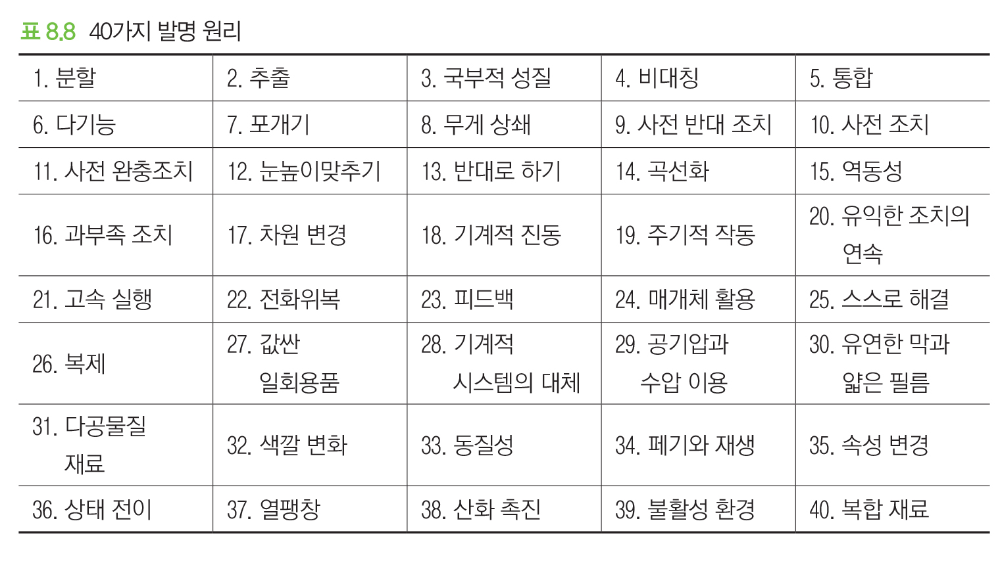 표 8.8 40가지 발명 원리
1. 분할
2. 추출
3. 국부적 성질
4. 비대칭
5. 통합
6. 다기능
7. 포개기
8. 무게 상쇄
9. 사전 반대 조치
10. 사전 조치
11. 사전 완충조치
12. 눈높이맞추기
13. 반대로 하기
14. 곡선화
15. 역동성
16. 과부족 조치
17. 차원 변경
18. 기계적 진동
19. 주기적 작동
20. 유익한 조치의
연속
21. 고속 실행
22. 전화위복
23. 피드백
24. 매개체 활용
25. 스스로 해결
26. 복제
27. 값싼
일회용품
28. 기계적
시스템의 대체
29. 공기압과
수압 이용
30. 유연한 막과
얇은 필름
31. 다공물질
재료
32. 색깔 변화
33. 동질성
34. 폐기와 재생
35. 속성 변경
36. 상태 전이
37. 열팽창
38. 산화 촉진
39. 불활성 환경
40. 복합 재료